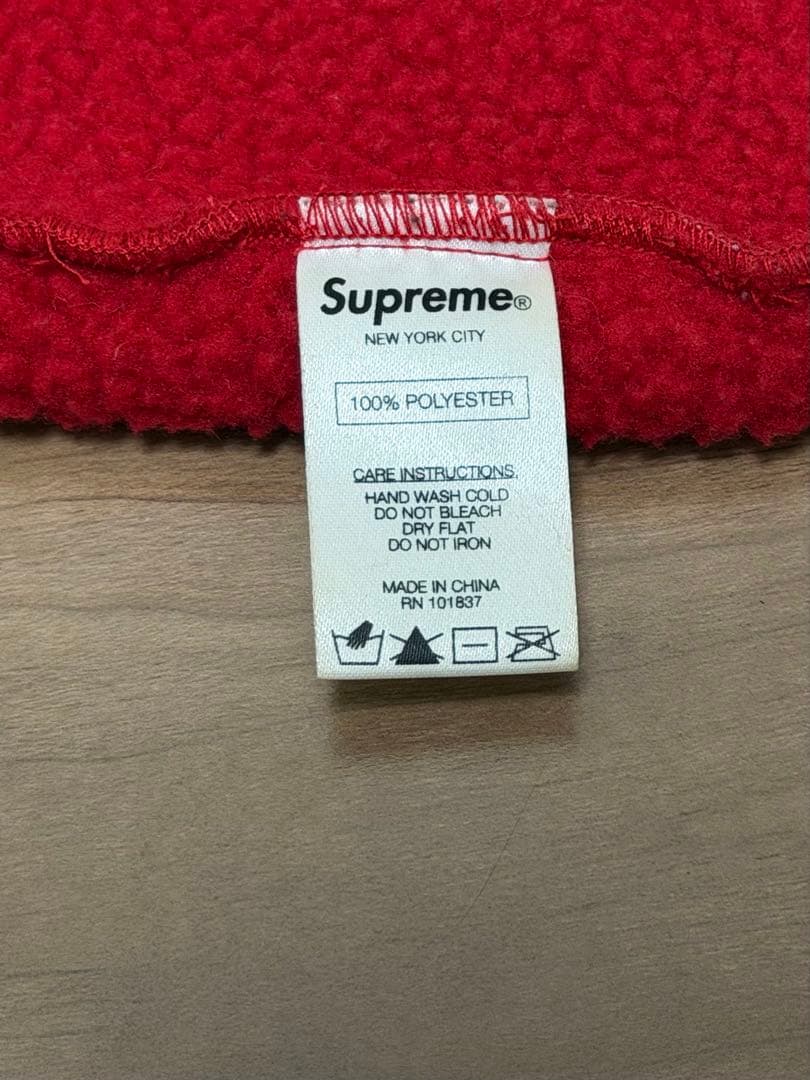 Supreme®
NEW YORK CITY
100% POLYESTER
CARE INSTRUCTIONS.
HAND WASH COLD
DO NOT BLEACH
DRY FLAT
DO NOT IRON
MADE IN CHINA
RN 101837